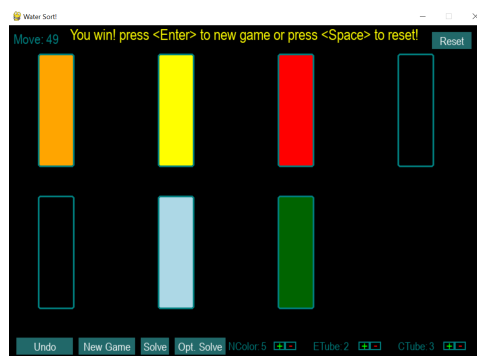 Water Sort!
Move: 49 You win! press <Enter> to new game or press <Space> to reset! Reset
Undo New Game Solve Opt. Solve NColor: 5 + - ETube: 2 + - CTube: 3 + -